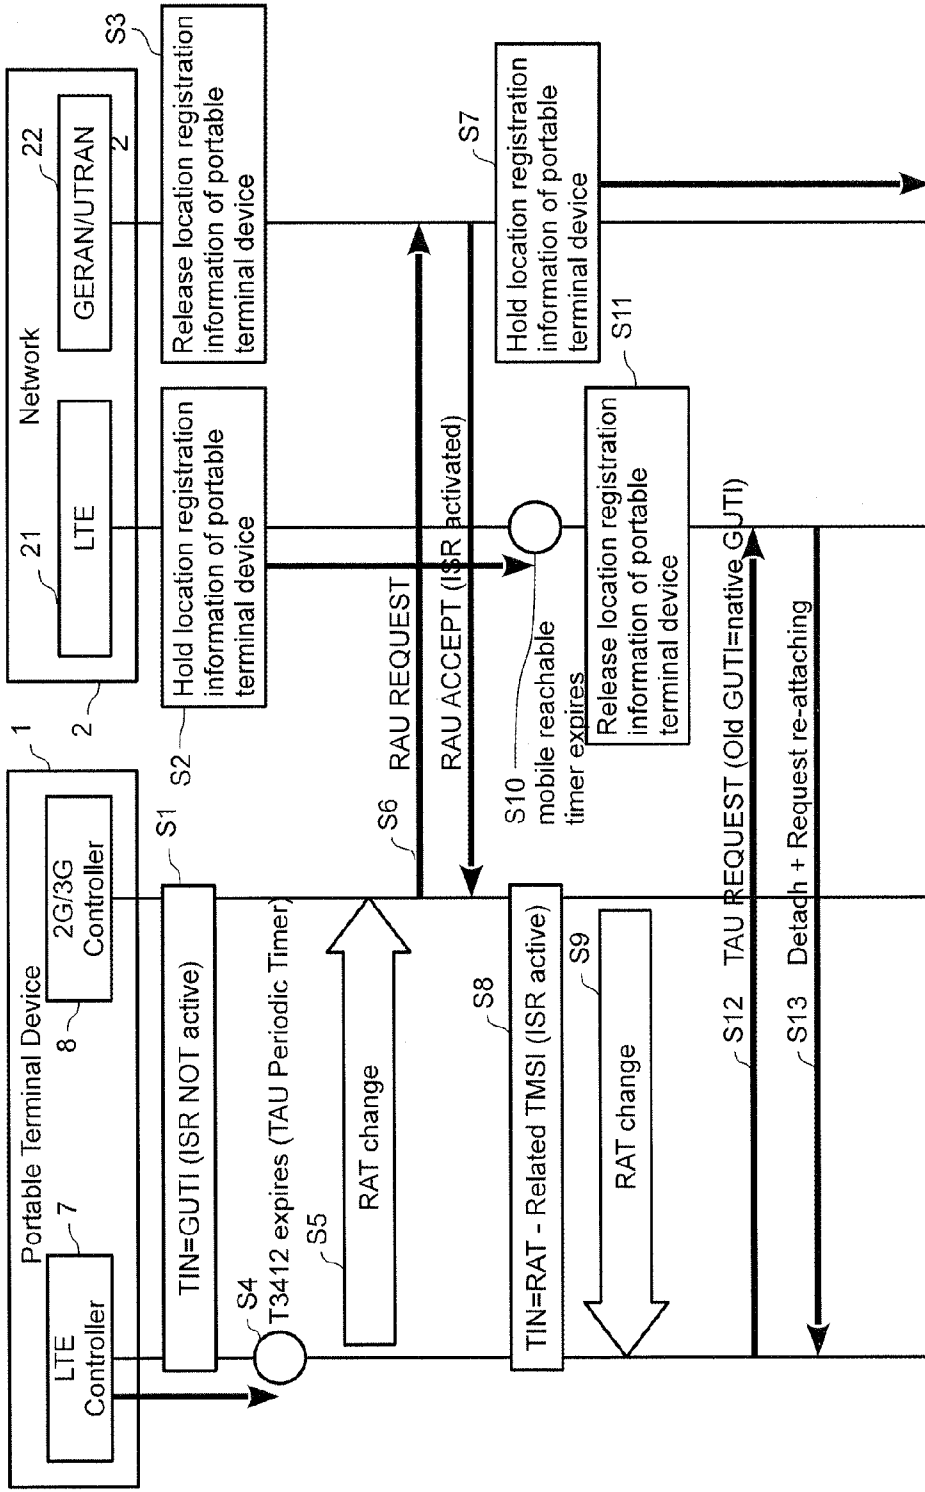 Portable Terminal Device
1
7
LTE
Controller
8
2G/3G
Controller
Network
2
21
LTE
22
GERAN/UTRAN
2
S1
TIN=GUTI (ISR NOT active)
S2
Hold location registration
information of portable
terminal device
S3
Release location registration
information of portable
terminal device
S4
T3412 expires (TAU Periodic Timer)
S5
RAT change
S6
RAU REQUEST
RAU ACCEPT (ISR activated)
S7
Hold location registration
information of portable
terminal device
S8
TIN=RAT - Related TMSI (ISR active)
S10
mobile reachable
timer expires
S9
RAT change
S11
Release location registration
information of portable
terminal device
S12
TAU REQUEST (Old GUTI=native GUTI)
S13
Detach + Request re-attaching